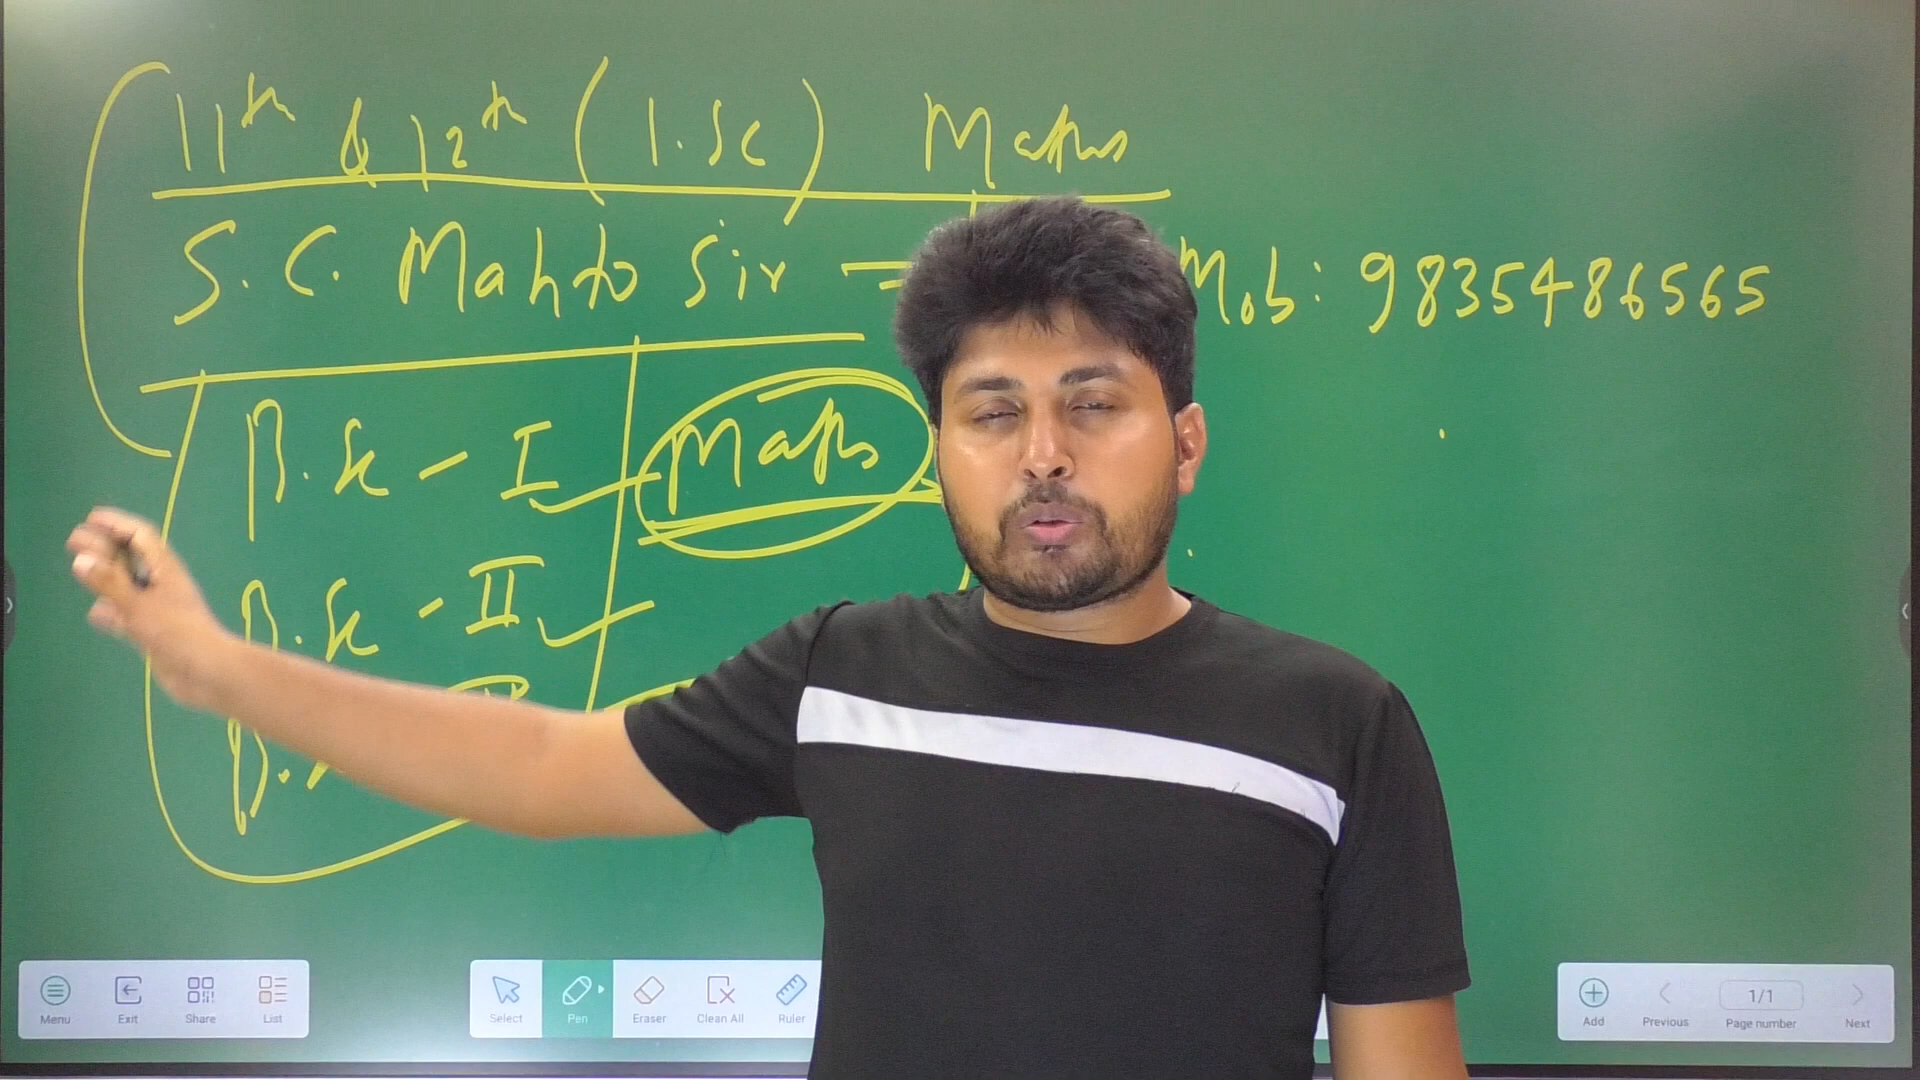 11th & 12th (I.Sc) Maths
S.C. Mahto Sir = Mob: 9835486565
B.Sc - I Maths
B.Sc - II
B.
Menu Exit Share List Select Pen Eraser Clean All Ruler Add Previous 1/1 Page number Next